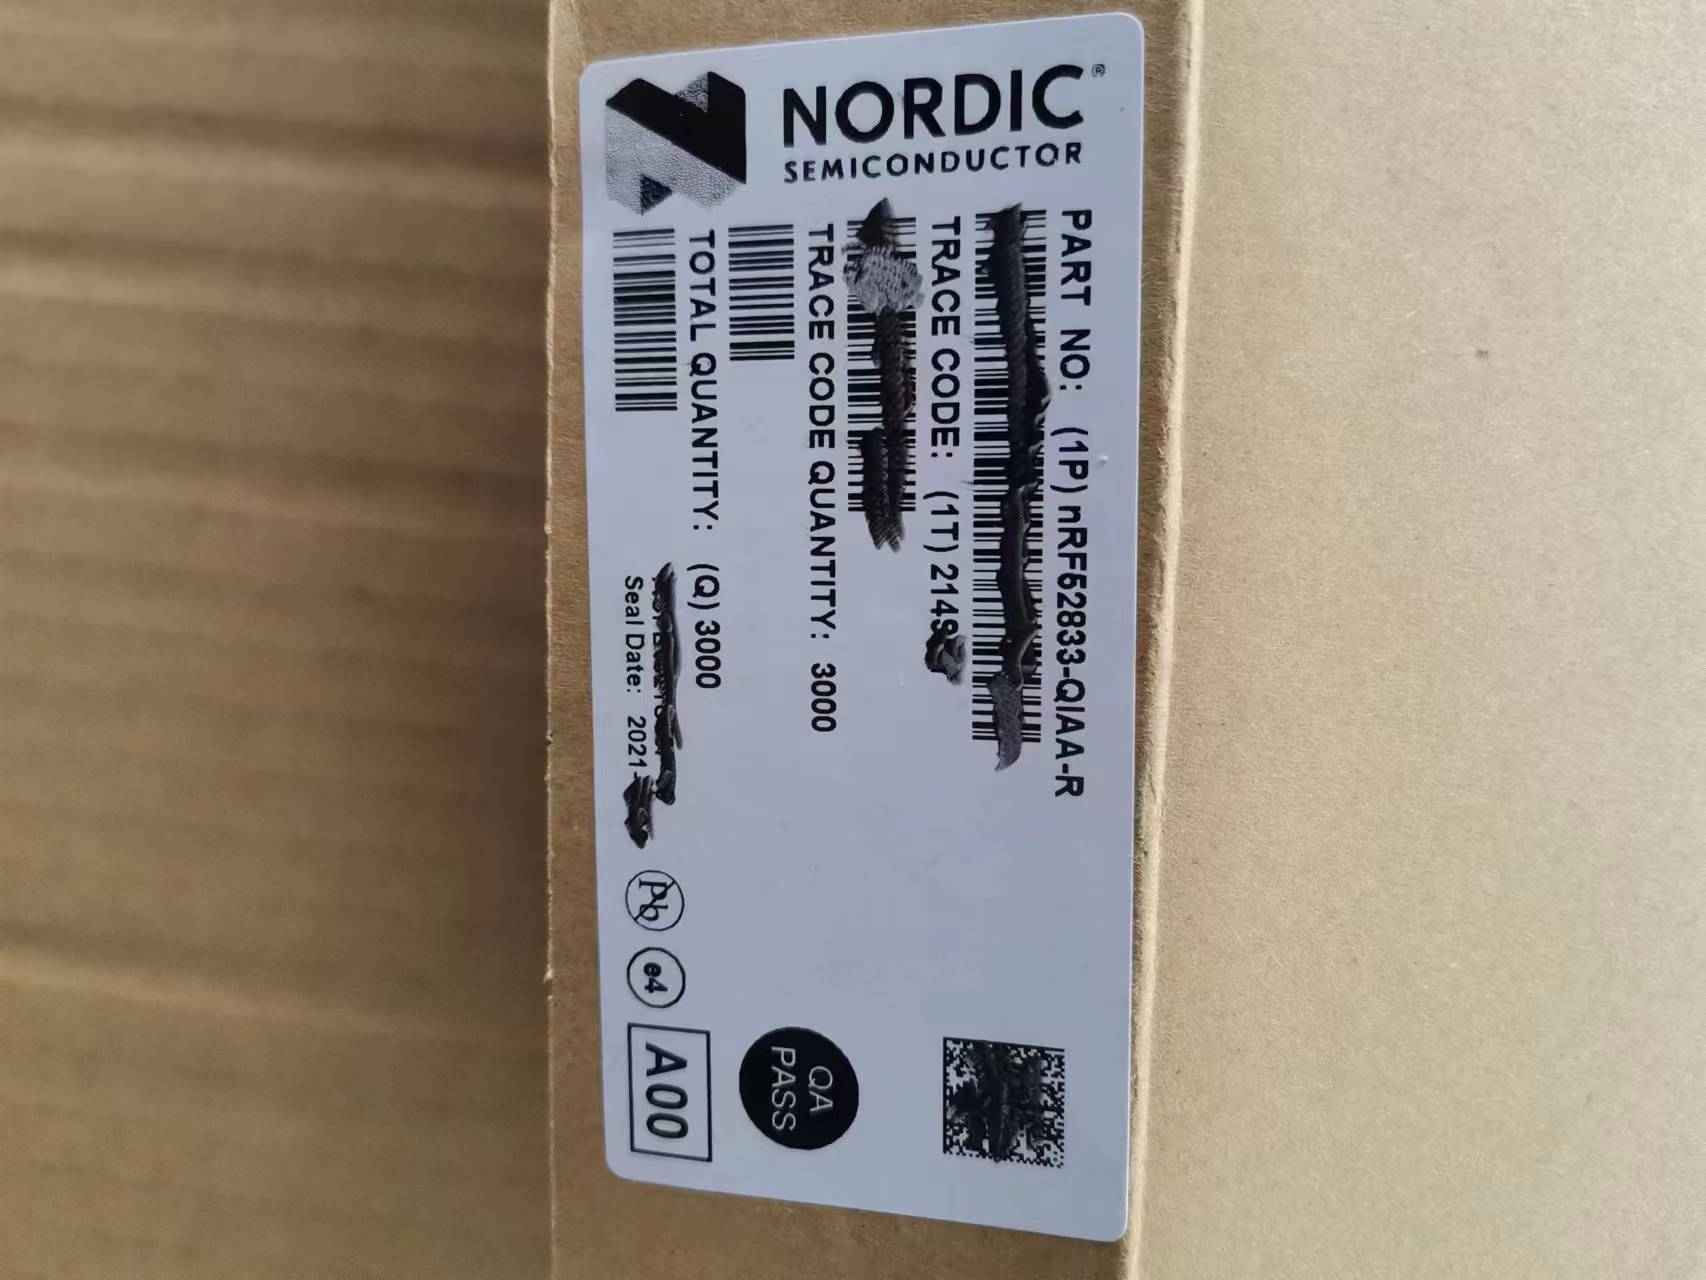 NORDIC®
SEMICONDUCTOR
PART NO: (1P) nRF52833-QIAA-R
TRACE CODE: (1T) 2148
TRACE CODE QUANTITY: 3000
TOTAL QUANTITY: (Q) 3000
Seal Date: 2021-
Pb
e4
A00
QA
PASS